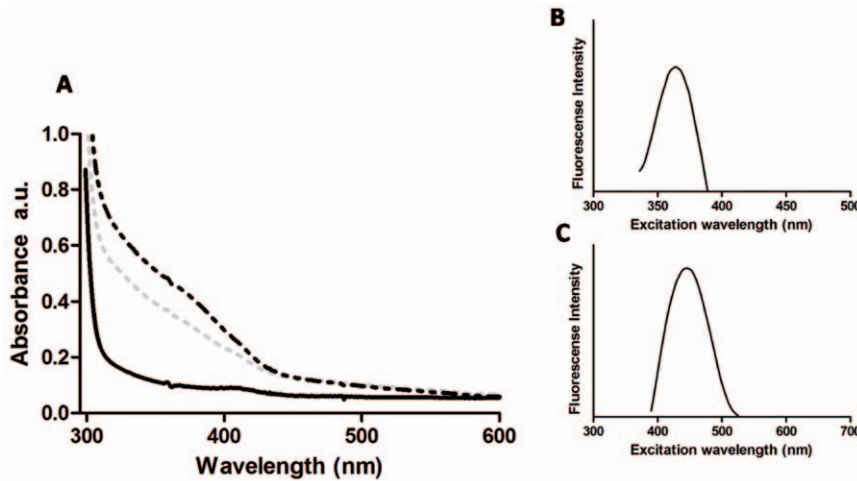 A
Absorbance a.u.
1.0
0.8
0.6
0.4
0.2
0.0
300 400 500 600
Wavelength (nm)
B
Fluorescense Intensity
300 350 400 450 500
Excitation wavelength (nm)
C
Fluorescense Intensity
300 400 500 600 700
Excitation wavelength (nm)